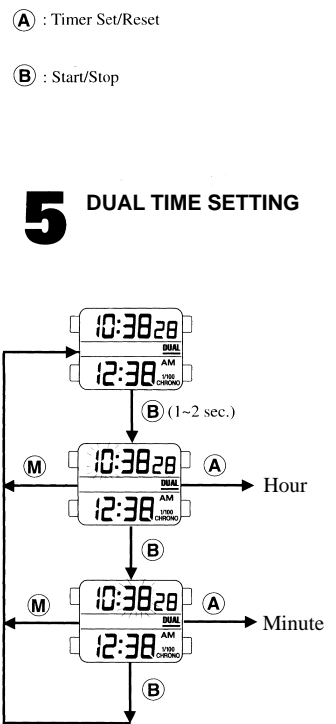 A : Timer Set/Reset
B : Start/Stop
5 DUAL TIME SETTING
10:38 28
DUAL
AM
12:38 1/100
CHRONO
B (1~2 sec.)
M 10:38 28 A
DUAL Hour
AM
12:38 1/100
CHRONO
B
M 10:38 28 A
DUAL Minute
AM
12:38 1/100
CHRONO
B